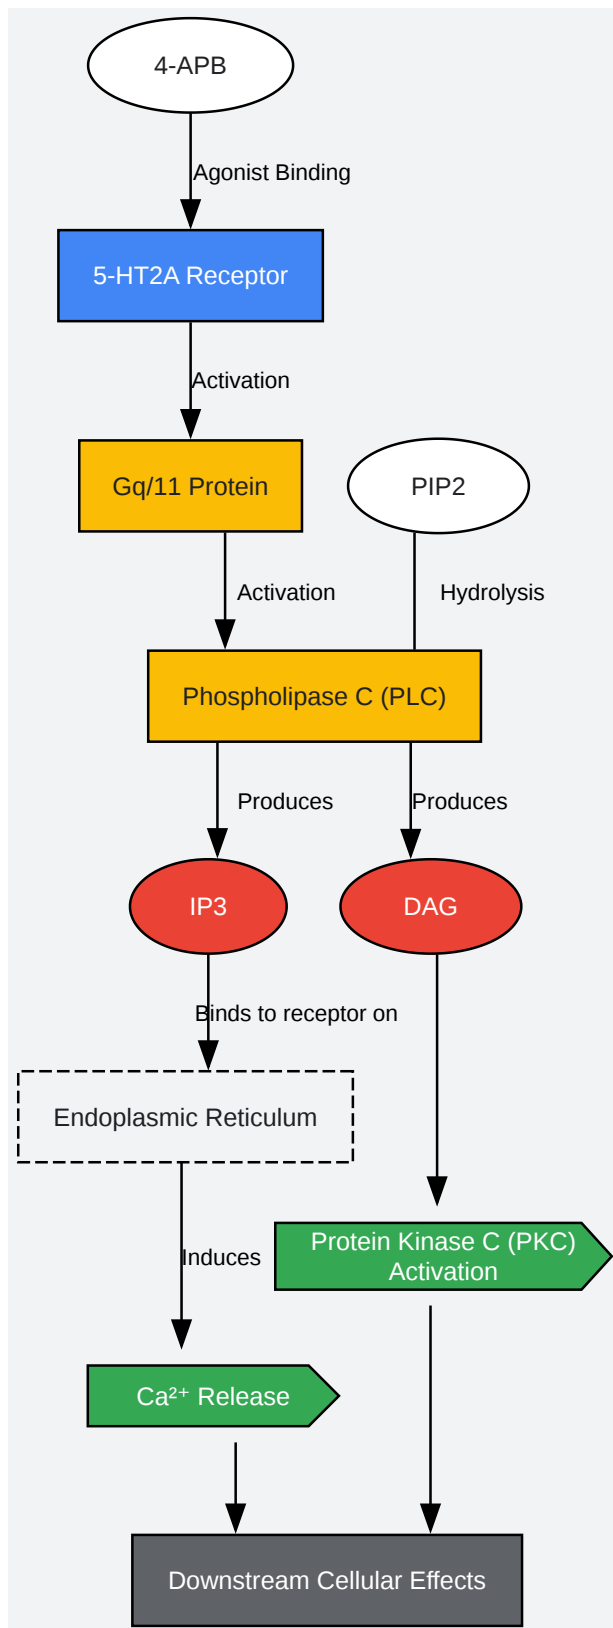 4-APB
Agonist Binding
5-HT2A Receptor
Activation
Gq/11 Protein
PIP2
Activation
Hydrolysis
Phospholipase C (PLC)
Produces
Produces
IP3
DAG
Binds to receptor on
Endoplasmic Reticulum
Protein Kinase C (PKC)
Activation
Induces
Ca²⁺ Release
Downstream Cellular Effects